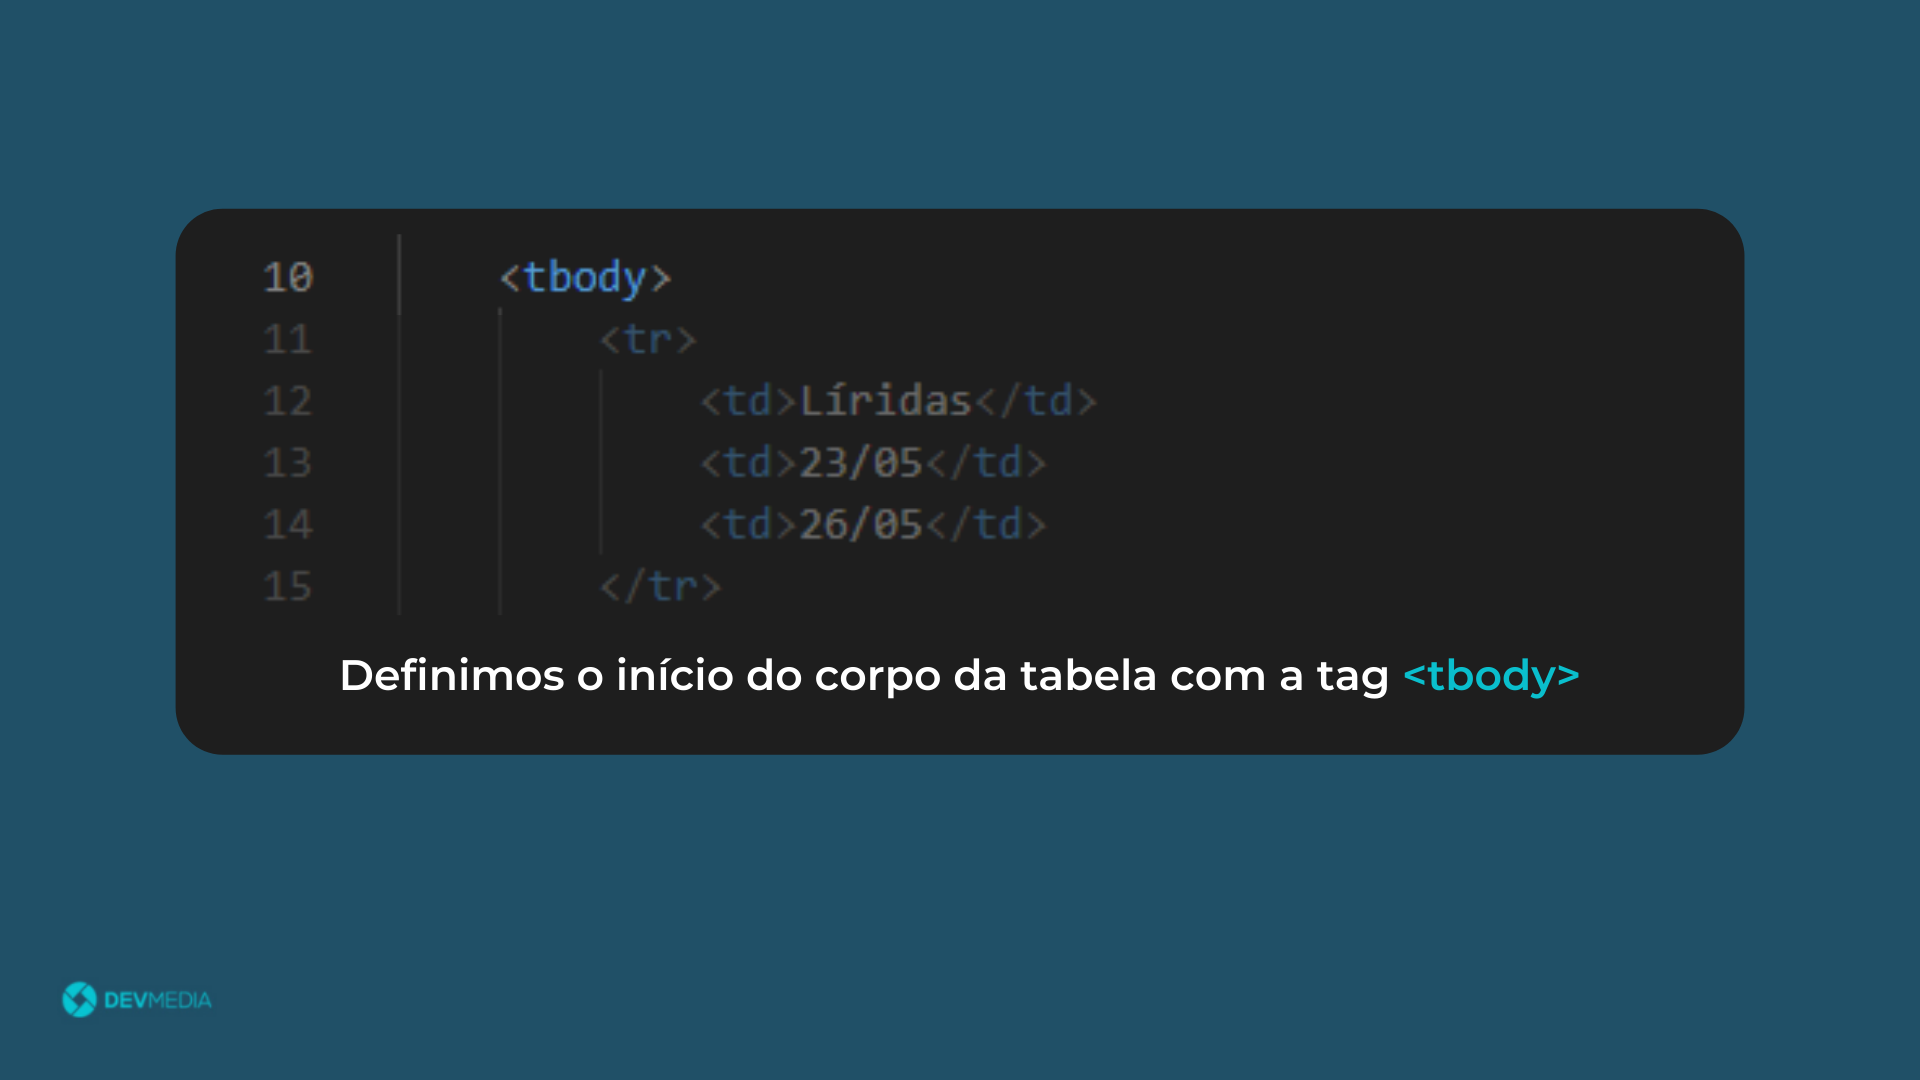 10 <tbody>
11 <tr>
12 <td>Líridas</td>
13 <td>23/05</td>
14 <td>26/05</td>
15 </tr>
Definimos o início do corpo da tabela com a tag <tbody>
DEVMEDIA